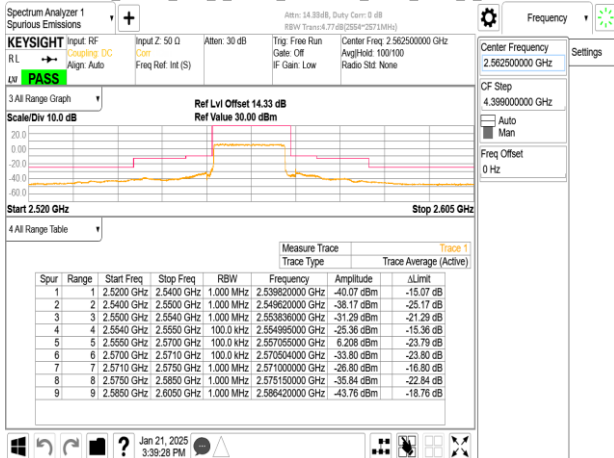 Spectrum Analyzer 1
Spurious Emissions
Attn: 14.33dB, Duty Corr: 0 dB
RBW Trans:4.77dB(2554~2571MHz)
Frequency
KEYSIGHT
RL
PASS
Input: RF
Coupling: DC
Align: Auto
Input Z: 50 Ω
Corr
Freq Ref: Int (S)
Atten: 30 dB
Trig: Free Run
Gate: Off
IF Gain: Low
Center Freq: 2.562500000 GHz
Avg|Hold: 100/100
Radio Std: None
Center Frequency
2.562500000 GHz
Settings
CF Step
4.399000000 GHz
Auto
Man
Freq Offset
0 Hz
3 All Range Graph
Scale/Div 10.0 dB
Ref Lvl Offset 14.33 dB
Ref Value 30.00 dBm
20.0
0.00
-20.0
-40.0
-60.0
Start 2.520 GHz
Stop 2.605 GHz
4 All Range Table
Measure Trace Trace 1
Trace Type Trace Average (Active)
Spur Range Start Freq Stop Freq RBW Frequency Amplitude ΔLimit
1 1 2.5200 GHz 2.5400 GHz 1.000 MHz 2.539820000 GHz -40.07 dBm -15.07 dB
2 2 2.5400 GHz 2.5500 GHz 1.000 MHz 2.549620000 GHz -38.17 dBm -25.17 dB
3 3 2.5500 GHz 2.5540 GHz 1.000 MHz 2.553836000 GHz -31.29 dBm -21.29 dB
4 4 2.5540 GHz 2.5550 GHz 100.0 kHz 2.554995000 GHz -25.36 dBm -15.36 dB
5 5 2.5550 GHz 2.5700 GHz 100.0 kHz 2.557055000 GHz 6.208 dBm -23.79 dB
6 6 2.5700 GHz 2.5710 GHz 100.0 kHz 2.570504000 GHz -33.80 dBm -23.80 dB
7 7 2.5710 GHz 2.5750 GHz 1.000 MHz 2.571000000 GHz -26.80 dBm -16.80 dB
8 8 2.5750 GHz 2.5850 GHz 1.000 MHz 2.575150000 GHz -35.84 dBm -22.84 dB
9 9 2.5850 GHz 2.6050 GHz 1.000 MHz 2.586420000 GHz -43.76 dBm -18.76 dB
?
Jan 21, 2025
3:39:28 PM